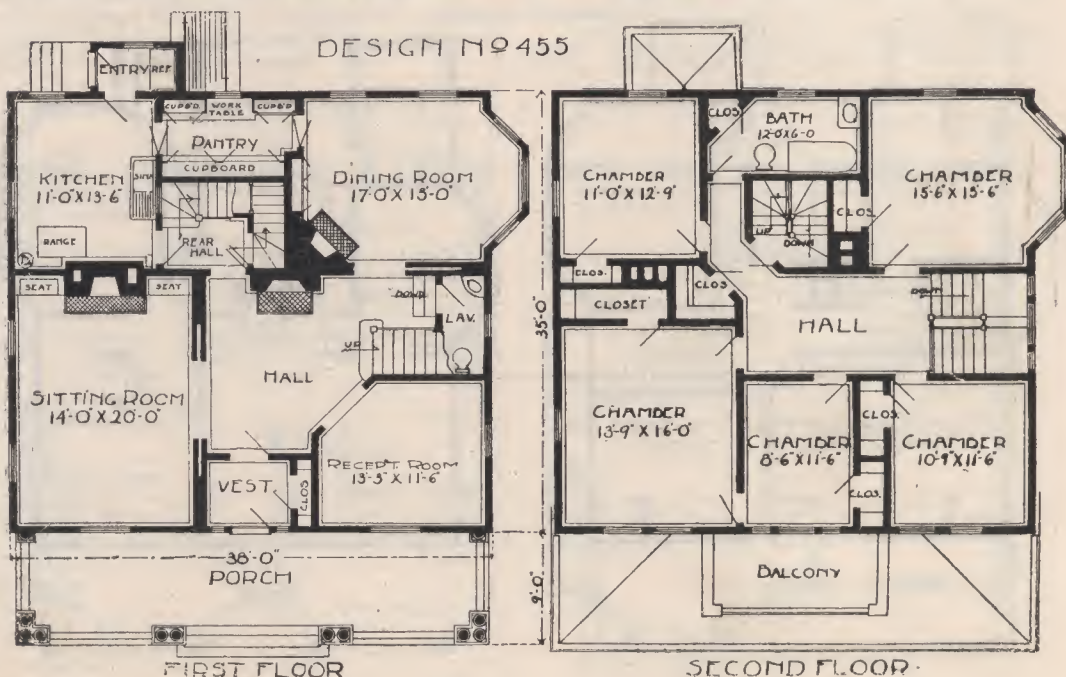 DESIGN Nº 455
ENTRY
REF.
CUPB'D
WORK
TABLE
CUPB'D
PANTRY
CUPBOARD
KITCHEN
11'-0"X13'-6"
SINK
RANGE
REAR
HALL
DINING ROOM
17'-0"X15'-0"
SEAT
SEAT
DOWN
LAV.
UP
HALL
SITTING ROOM
14'-0"X20'-0"
RECEPT. ROOM
13'-3"X11'-6"
VEST.
CLOS
38'-0"
PORCH
FIRST FLOOR
35'-0"
9'-0"
CHAMBER
11'-0"X12'-9"
CLOS.
BATH
12'-0"X6'-0"
CHAMBER
15'-6"X15'-6"
UP
DOWN
CLOS.
CLOS.
CLOSET
CLOS
DOWN
HALL
CHAMBER
13'-9"X16'-0"
CHAMBER
8'-6"X11'-6"
CLOS.
CLOS.
CHAMBER
10'-9"X11'-6"
BALCONY
SECOND FLOOR.